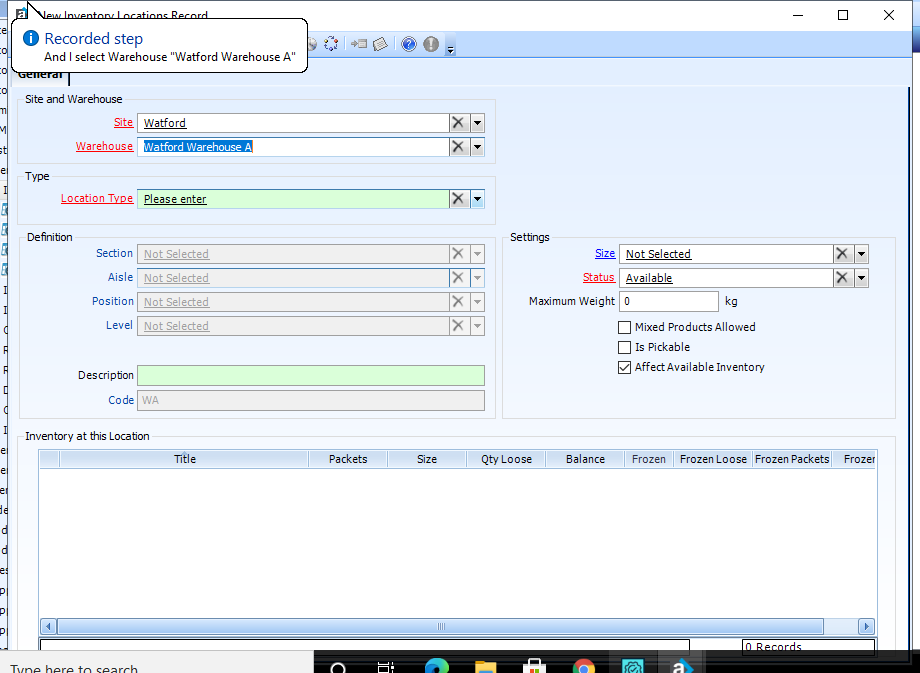 New Inventory Locations Record
Recorded step
And I select Warehouse "Watford Warehouse A"
General
Site and Warehouse
Site Watford
Warehouse Watford Warehouse A
Type
Location Type Please enter
Definition
Section Not Selected
Aisle Not Selected
Position Not Selected
Level Not Selected
Description
Code WA
Settings
Size Not Selected
Status Available
Maximum Weight 0 kg
Mixed Products Allowed
Is Pickable
Affect Available Inventory
Inventory at this Location
Title Packets Size Qty Loose Balance Frozen Frozen Loose Frozen Packets Frozen
0 Records
Type here to search